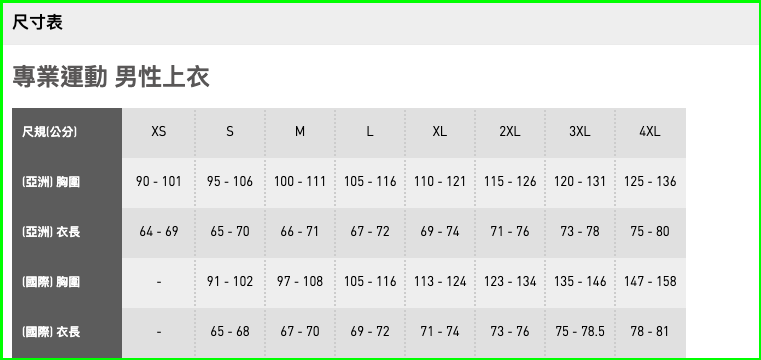 尺寸表
專業運動 男性上衣
尺規(公分) XS S M L XL 2XL 3XL 4XL
(亞洲) 胸圍 90 - 101 95 - 106 100 - 111 105 - 116 110 - 121 115 - 126 120 - 131 125 - 136
(亞洲) 衣長 64 - 69 65 - 70 66 - 71 67 - 72 69 - 74 71 - 76 73 - 78 75 - 80
(國際) 胸圍 - 91 - 102 97 - 108 105 - 116 113 - 124 123 - 134 135 - 146 147 - 158
(國際) 衣長 - 65 - 68 67 - 70 69 - 72 71 - 74 73 - 76 75 - 78.5 78 - 81